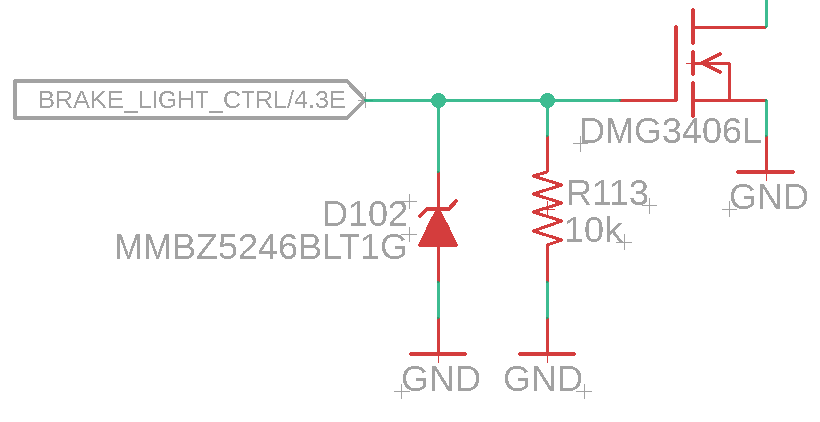 BRAKE_LIGHT_CTRL/4.3E
DMG3406L
GND
D102
MMBZ5246BLT1G
R113
10k
GND
GND